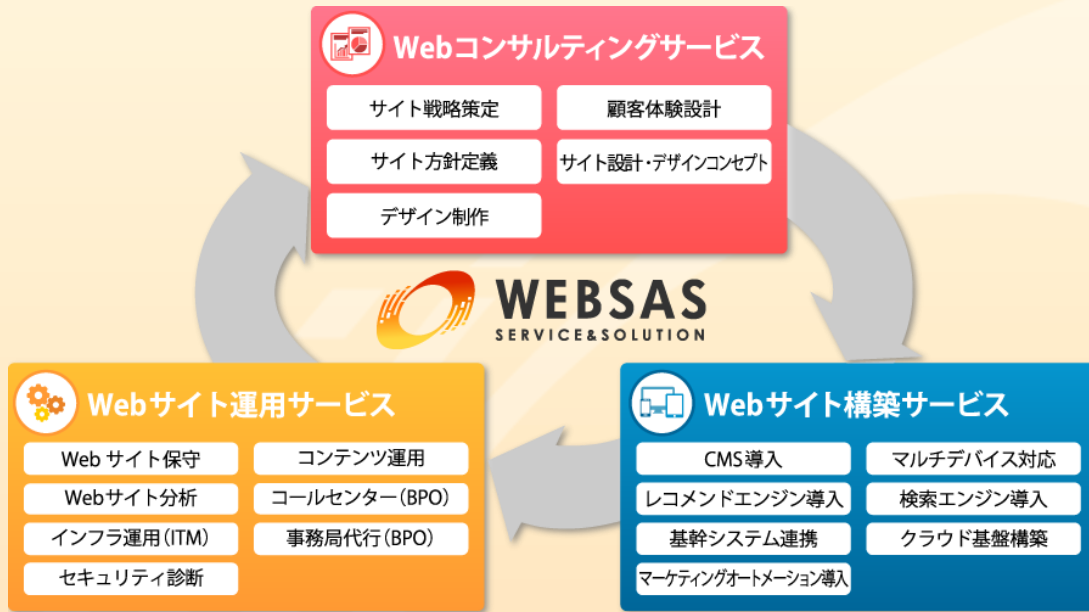 Webコンサルティングサービス
サイト戦略策定
顧客体験設計
サイト方針定義
サイト設計・デザインコンセプト
デザイン制作
WEBSAS
SERVICE&SOLUTION
Webサイト運用サービス
Web サイト保守
コンテンツ運用
Webサイト分析
コールセンター(BPO)
インフラ運用(ITM)
事務局代行(BPO)
セキュリティ診断
Webサイト構築サービス
CMS導入
マルチデバイス対応
レコメンドエンジン導入
検索エンジン導入
基幹システム連携
クラウド基盤構築
マーケティングオートメーション導入